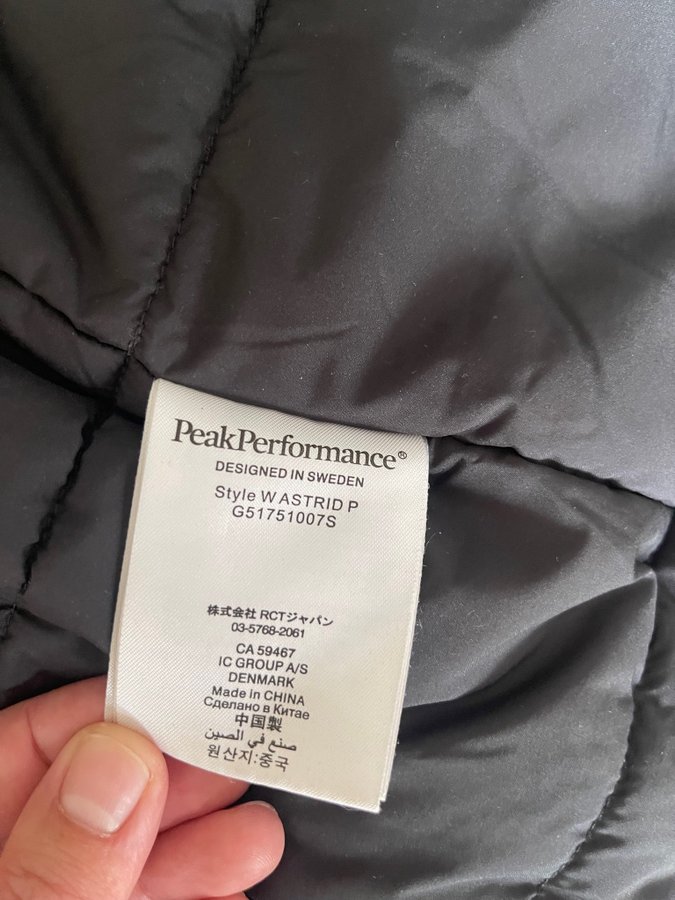 PeakPerformance®
DESIGNED IN SWEDEN
Style W ASTRID P
G51751007S
株式会社 RCTジャパン
03-5768-2061
CA 59467
IC GROUP A/S
DENMARK
Made in CHINA
Сделано в Китае
中国製
صنع في الصين
원산지:중국